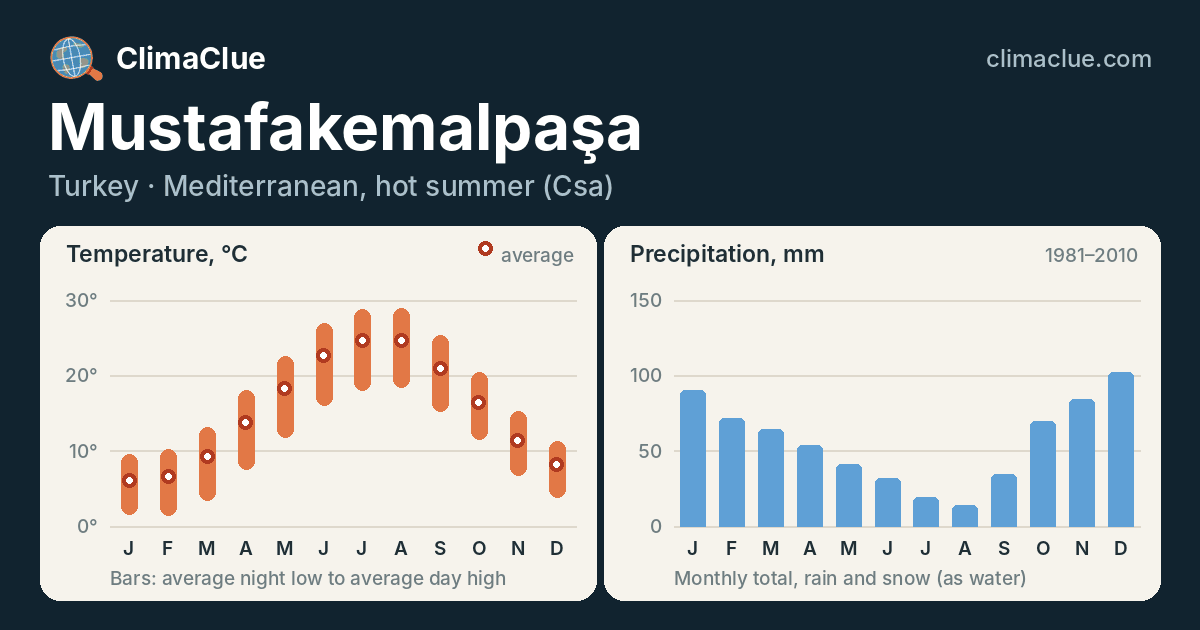 ClimaClue
climaclue.com
Mustafakemalpaşa
Turkey · Mediterranean, hot summer (Csa)
Temperature, °C
average
30°
20°
10°
0°
J F M A M J J A S O N D
Bars: average night low to average day high
Precipitation, mm
1981–2010
150
100
50
0
J F M A M J J A S O N D
Monthly total, rain and snow (as water)